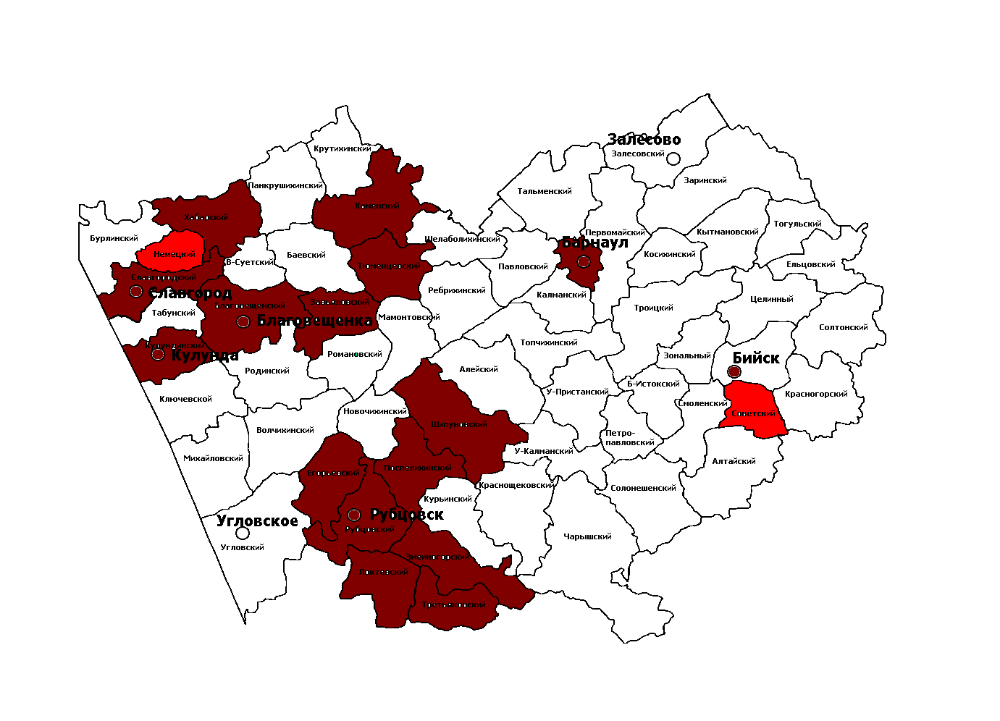 Залесово
Крутихинский
Залесовский
Заринский
Панкрушихинский
Тальменский
Каменский
Хабарский
Тогульский
Кытмановский
Первомайский
Бурлинский
Шелаболихинский
Барнаул
Немецкий
Баевский
Косихинский
В-Суетский
Ельцовский
Тюменцевский
Павловский
Славгородский
Ребрихинский
Славгород
Калманский
Целинный
Завьяловский
Благовещенский
Троицкий
Табунский
Благовещенка
Мамонтовский
Солтонский
Топчихинский
Кулундинский
Кулунда
Романовский
Зональный
Бийск
Родинский
Алейский
Б-Истокский
У-Пристанский
Красногорский
Ключевской
Смоленский
Новочихинский
Советский
Шипуновский
Волчихинский
Петро-
павловский
У-Калманский
Михайловский
Алтайский
Поспелихинский
Егорьевский
Краснощековский
Солонешенский
Курьинский
Рубцовск
Угловское
Рубцовский
Чарышский
Угловский
Змеиногорский
Локтевский
Третьяковский